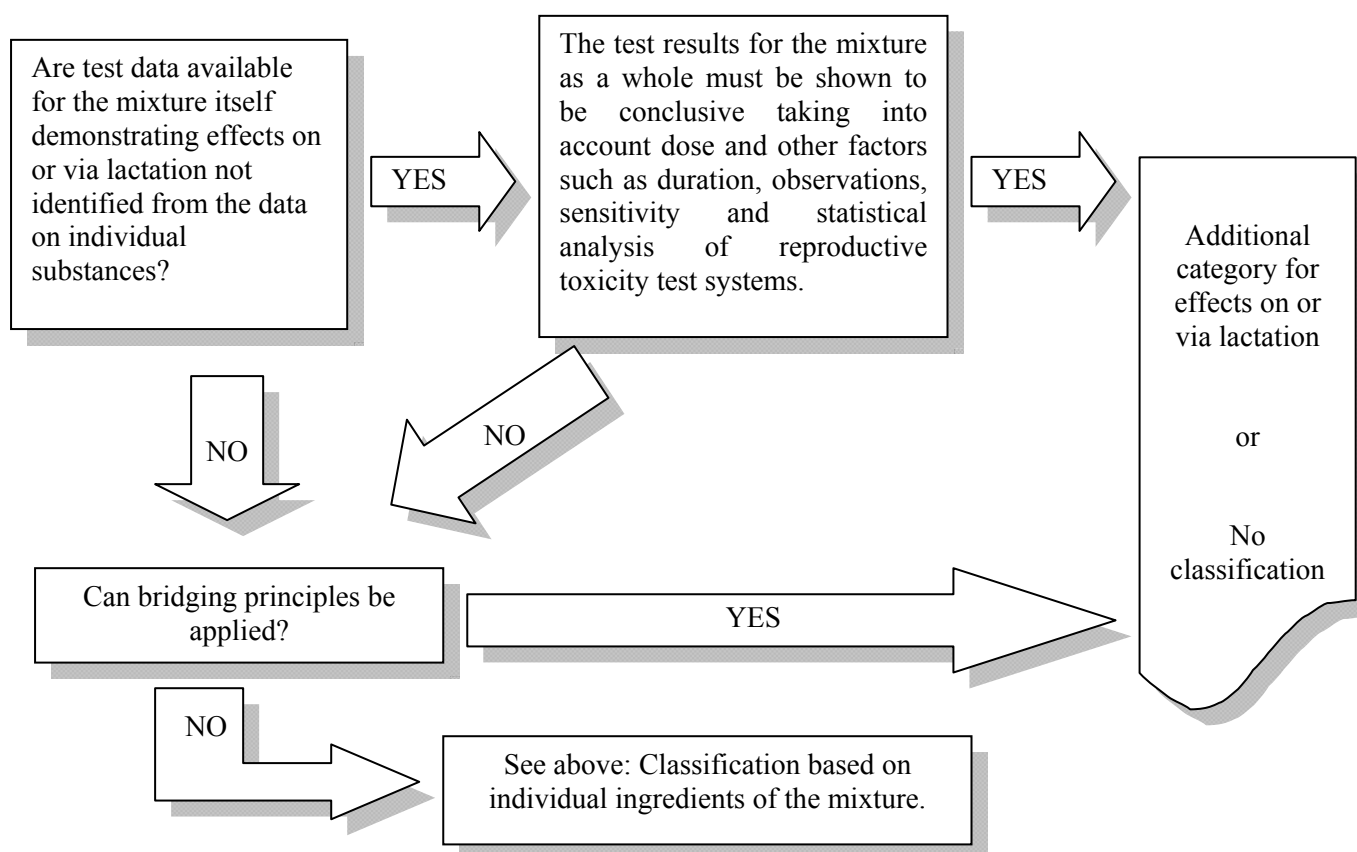 Are test data available
for the mixture itself
demonstrating effects on
or via lactation not
identified from the data
on individual
substances?
YES
The test results for the mixture
as a whole must be shown to
be conclusive taking into
account dose and other factors
such as duration, observations,
sensitivity and statistical
analysis of reproductive
toxicity test systems.
YES
Additional
category for
effects on or
via lactation
or
No
classification
NO
NO
Can bridging principles be
applied?
YES
NO
See above: Classification based on
individual ingredients of the mixture.